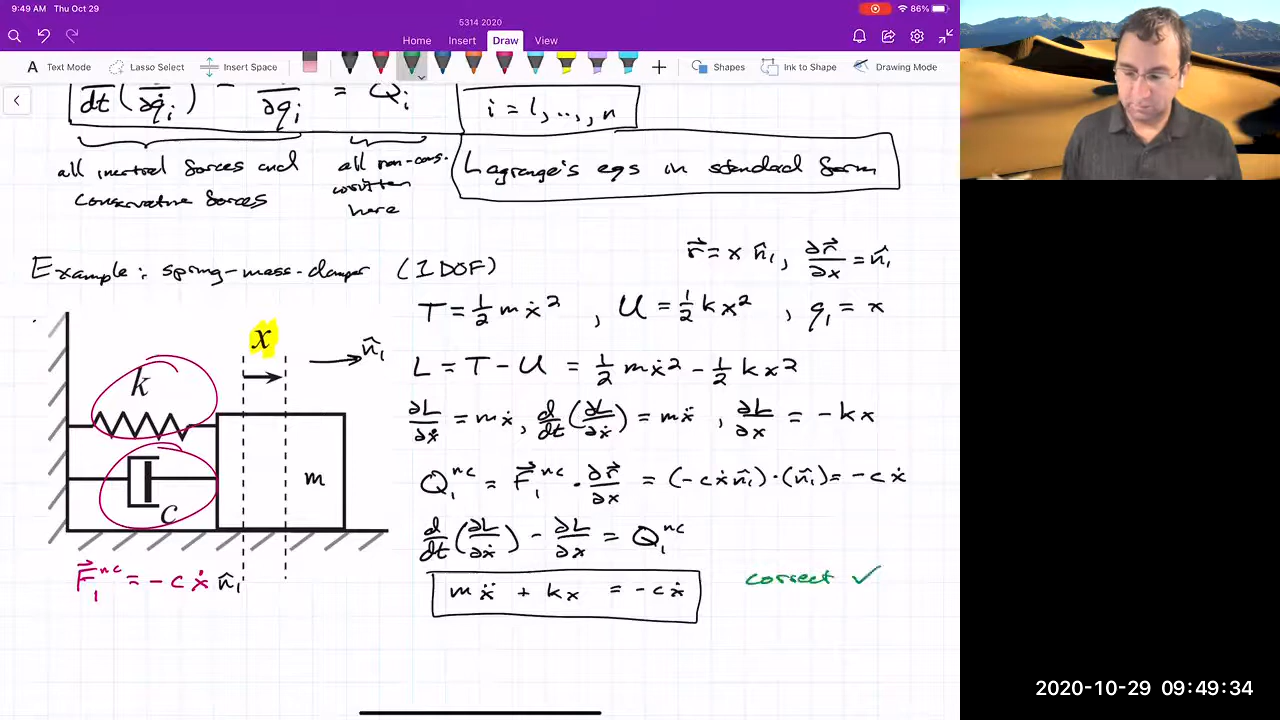 9:49 AM Thu Oct 29
86%
5314 2020
Home Insert Draw View
Text Mode Lasso Select Insert Space + Shapes Ink to Shape Drawing Mode
d/dt (∂L/∂q̇i) − ∂L/∂qi = Qi
i = 1, ..., n
all inertial forces and conservative forces
all non-cons. written here
Lagrange's eqs in standard form
Example: spring-mass-damper (1DOF)
r⃗ = x n̂₁, ∂r⃗/∂x = n̂₁
T = ½ m ẋ², U = ½ k x², q₁ = x
x
n̂₁
k
L = T − U = ½ m ẋ² − ½ k x²
∂L/∂ẋ = m ẋ, d/dt (∂L/∂ẋ) = m ẍ, ∂L/∂x = − k x
m
c
Q₁ⁿᶜ = F⃗₁ⁿᶜ · ∂r⃗/∂x = (− c ẋ n̂₁) · (n̂₁) = − c ẋ
d/dt (∂L/∂ẋ) − ∂L/∂x = Q₁ⁿᶜ
F⃗₁ⁿᶜ = − c ẋ n̂₁
m ẍ + k x = − c ẋ
correct ✓
2020-10-29 09:49:34